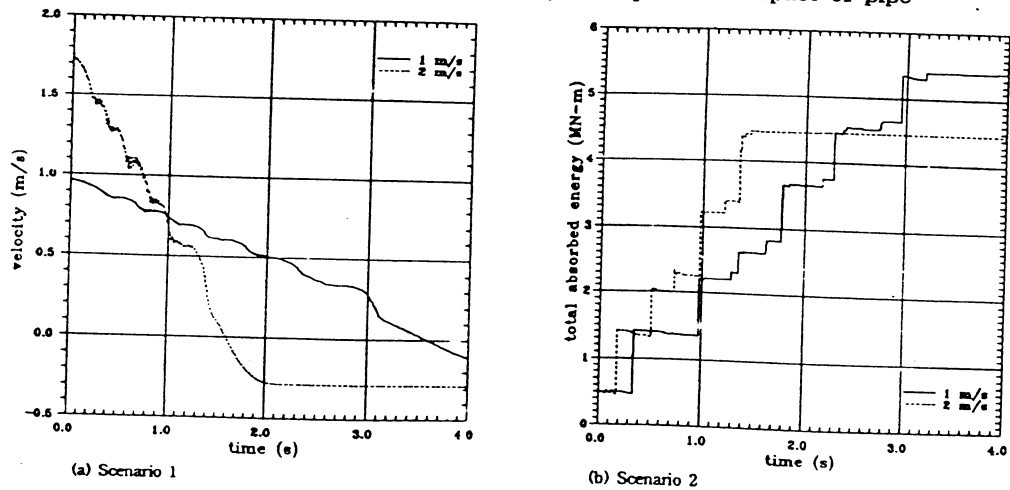 of pipe
2.0
1.5
1.0
0.5
0.0
-0.5
velocity (m/s)
1 m/s
2 m/s
0.0 1.0 2.0 3.0 4.0
time (s)
(a) Scenario 1
6
5
4
3
2
1
0
total absorbed energy (MN-m)
1 m/s
2 m/s
0.0 1.0 2.0 3.0 4.0
time (s)
(b) Scenario 2